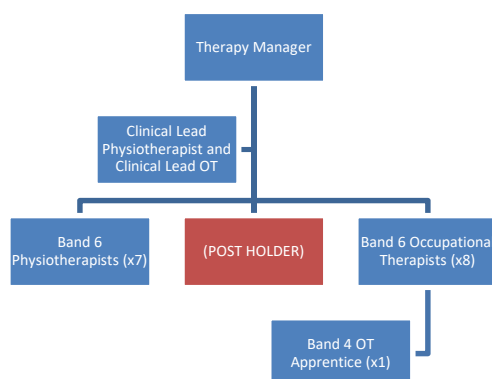 Therapy Manager
Clinical Lead
Physiotherapist and
Clinical Lead OT
Band 6
Physiotherapists (x7)
(POST HOLDER)
Band 6 Occupational
Therapists (x8)
Band 4 OT
Apprentice (x1)